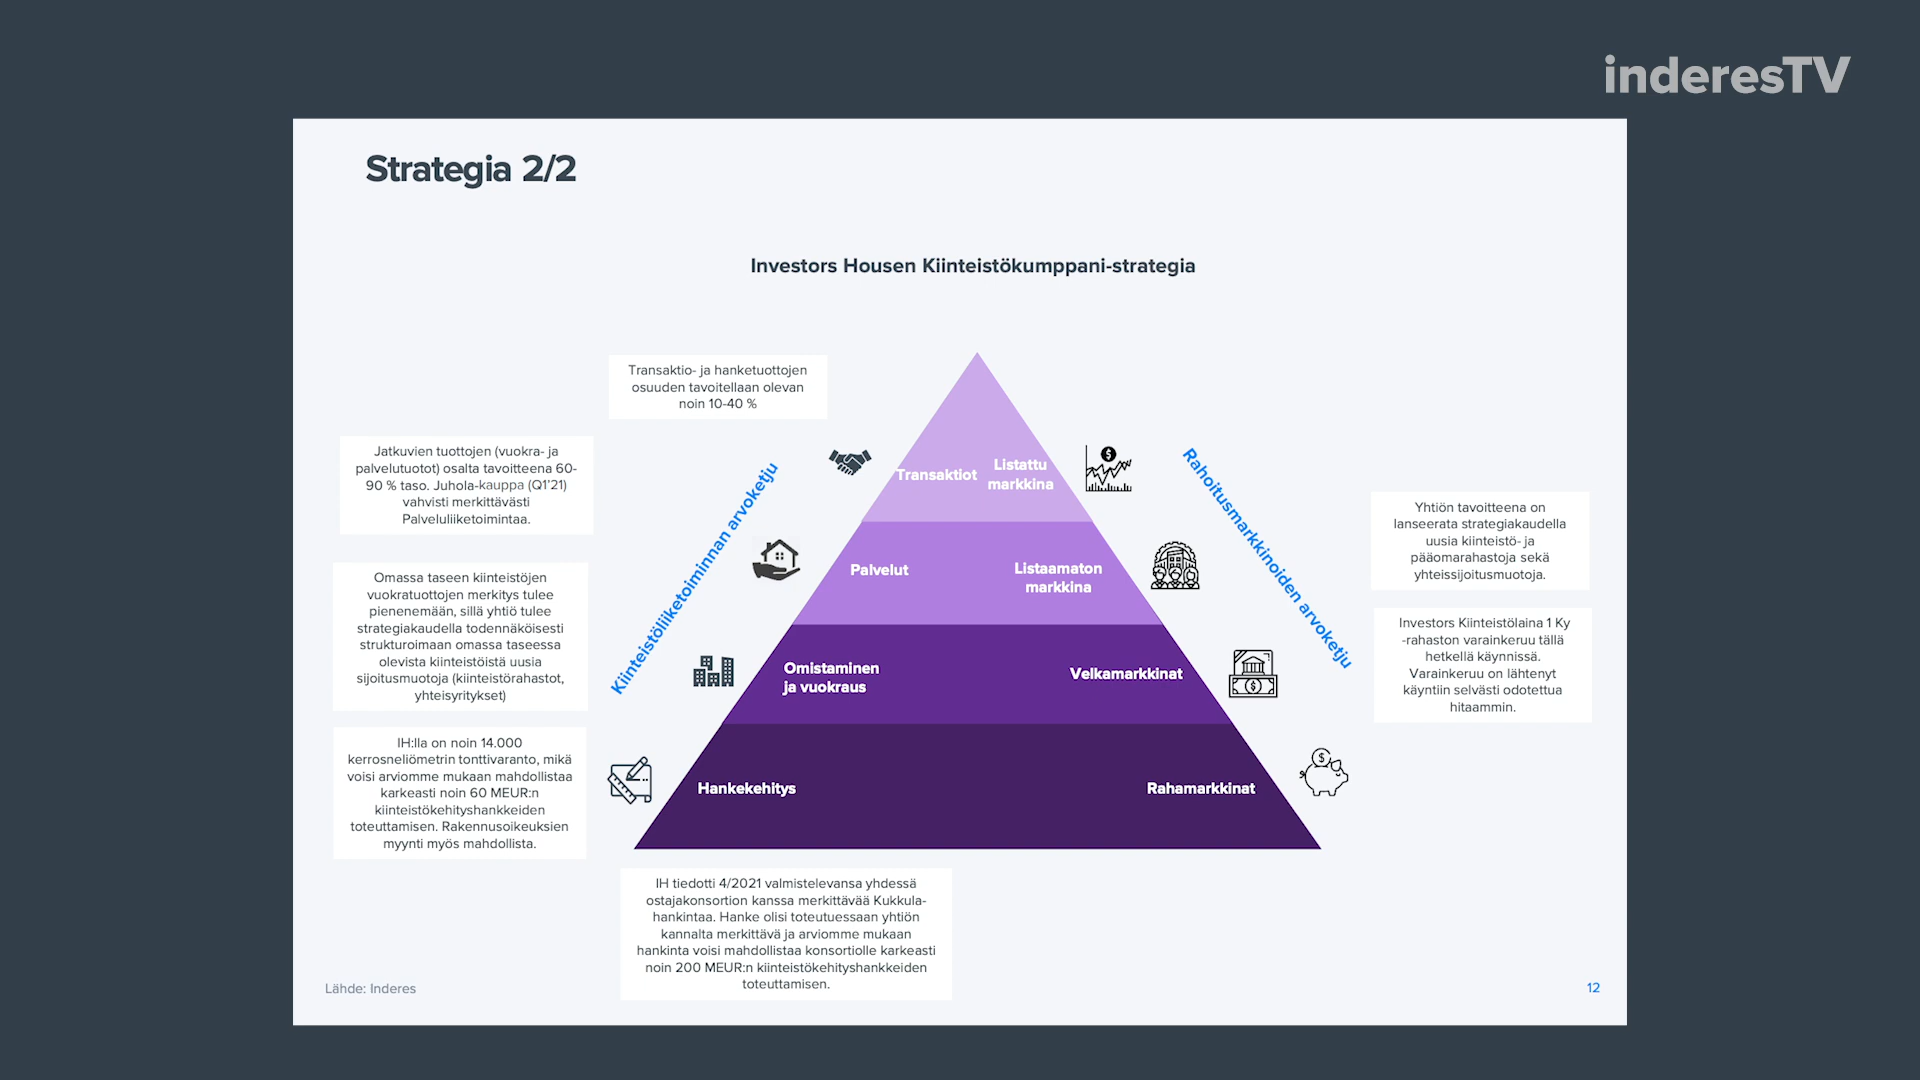 inderesTV
Strategia 2/2
Investors Housen Kiinteistökumppani-strategia
Transaktio- ja hanketuottojen
osuuden tavoitellaan olevan
noin 10-40 %
Jatkuvien tuottojen (vuokra- ja
palvelutuotot) osalta tavoitteena 60-
90 % taso. Juhola-kauppa (Q1'21)
vahvisti merkittävästi
Palveluliiketoimintaa.
Omassa taseen kiinteistöjen
vuokratuottojen merkitys tulee
pienenemään, sillä yhtiö tulee
strategiakaudella todennäköisesti
strukturoimaan omassa taseessa
olevista kiinteistöistä uusia
sijoitusmuotoja (kiinteistörahastot,
yhteisyritykset)
IH:lla on noin 14.000
kerrosneliömetrin tonttivaranto, mikä
voisi arviomme mukaan mahdollistaa
karkeasti noin 60 MEUR:n
kiinteistökehityshankkeiden
toteuttamisen. Rakennusoikeuksien
myynti myös mahdollista.
Kiinteistöliiketoiminnan arvoketju
Transaktiot
Listattu
markkina
Palvelut
Listaamaton
markkina
Omistaminen
ja vuokraus
Velkamarkkinat
Hankekehitys
Rahamarkkinat
Rahoitusmarkkinoiden arvoketju
Yhtiön tavoitteena on
lanseerata strategiakaudella
uusia kiinteistö- ja
pääomarahastoja sekä
yhteissijoitusmuotoja.
Investors Kiinteistölaina 1 Ky
-rahaston varainkeruu tällä
hetkellä käynnissä.
Varainkeruu on lähtenyt
käyntiin selvästi odotettua
hitaammin.
IH tiedotti 4/2021 valmistelevansa yhdessä
ostajakonsortion kanssa merkittävää Kukkula-
hankintaa. Hanke olisi toteutuessaan yhtiön
kannalta merkittävä ja arviomme mukaan
hankinta voisi mahdollistaa konsortiolle karkeasti
noin 200 MEUR:n kiinteistökehityshankkeiden
toteuttamisen.
Lähde: Inderes
12